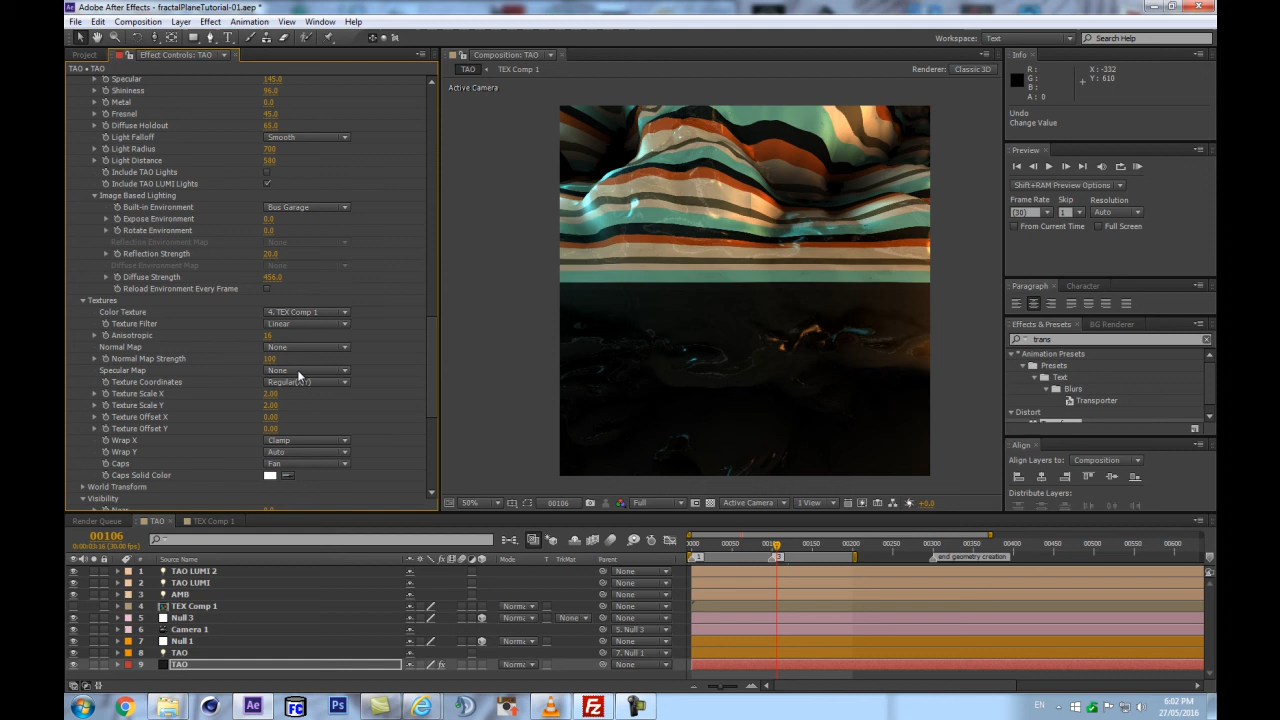 Adobe After Effects - fractalPlaneTutorial-01.aep *
File Edit Composition Layer Effect Animation View Window Help
Workspace: Text Search Help
Project Effect Controls: TAO Composition: TAO Info
TAO • TAO
TAO TEX Comp 1 Renderer: Classic 3D
Active Camera
Specular 145.0
Shininess 96.0
Metal 0.0
Fresnel 45.0
Diffuse Holdout 65.0
Light Falloff Smooth
Light Radius 700
Light Distance 580
Include TAO Lights
Include TAO LUMI Lights
Image Based Lighting
Built-in Environment Bus Garage
Expose Environment 0.0
Rotate Environment 0.0
Reflection Environment Map None
Reflection Strength 20.0
Diffuse Environment Map None
Diffuse Strength 456.0
Reload Environment Every Frame
Textures
Color Texture 4. TEX Comp 1
Texture Filter Linear
Anisotropic 16
Normal Map None
Normal Map Strength 100
Specular Map None
Texture Coordinates Regular(XY)
Texture Scale X 2.00
Texture Scale Y 2.00
Texture Offset X 0.00
Texture Offset Y 0.00
Wrap X Clamp
Wrap Y Auto
Caps Fan
Caps Solid Color
World Transform
Visibility
50% 00106 Full Active Camera 1 View +0.0
R: X: -332
G: Y: 610
B:
A: 0
Undo
Change Value
Preview
Shift+RAM Preview Options
Frame Rate Skip Resolution
(30) 1 Auto
From Current Time Full Screen
Paragraph Character
Effects & Presets BG Renderer
trans
* Animation Presets
Presets
Text
Blurs
Transporter
Distort
Align
Align Layers to: Composition
Distribute Layers:
Render Queue TAO TEX Comp 1
00106
0:00:03:16 (30.00 fps)
# Source Name Mode T TrkMat Parent
0000 00050 00100 00150 00200 00250 00300 00350 00400 00450 00500 00550 00600
1 3 end geometry creation
1 TAO LUMI 2 None
2 TAO LUMI None
3 AMB None
4 TEX Comp 1 Norma None
5 Null 3 Norma None None
6 Camera 1 5. Null 3
7 Null 1 Norma None
8 TAO 7. Null 1
9 TAO Norma None
EN 6:02 PM
27/05/2016